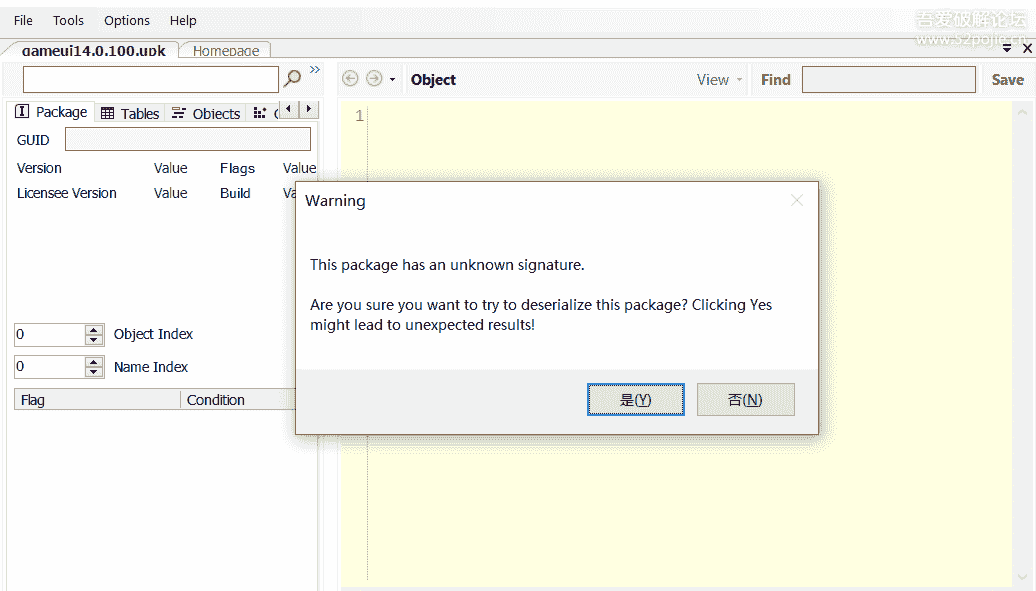 File Tools Options Help
吾爱破解论坛
www.52pojie.cn
gameui14.0.100.upk Homepage
Object View Find Save
Package Tables Objects
1
GUID
Version Value Flags Value
Licensee Version Value Build
Warning
This package has an unknown signature.
Are you sure you want to try to deserialize this package? Clicking Yes
might lead to unexpected results!
0 Object Index
0 Name Index
是(Y) 否(N)
Flag Condition